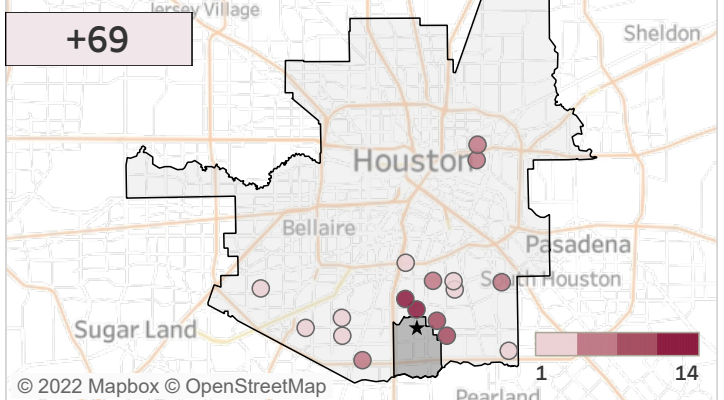 Jersey Village
+69
Sheldon
Houston
Bellaire
Pasadena
South Houston
Sugar Land
1
14
© 2022 Mapbox © OpenStreetMap
Pearland